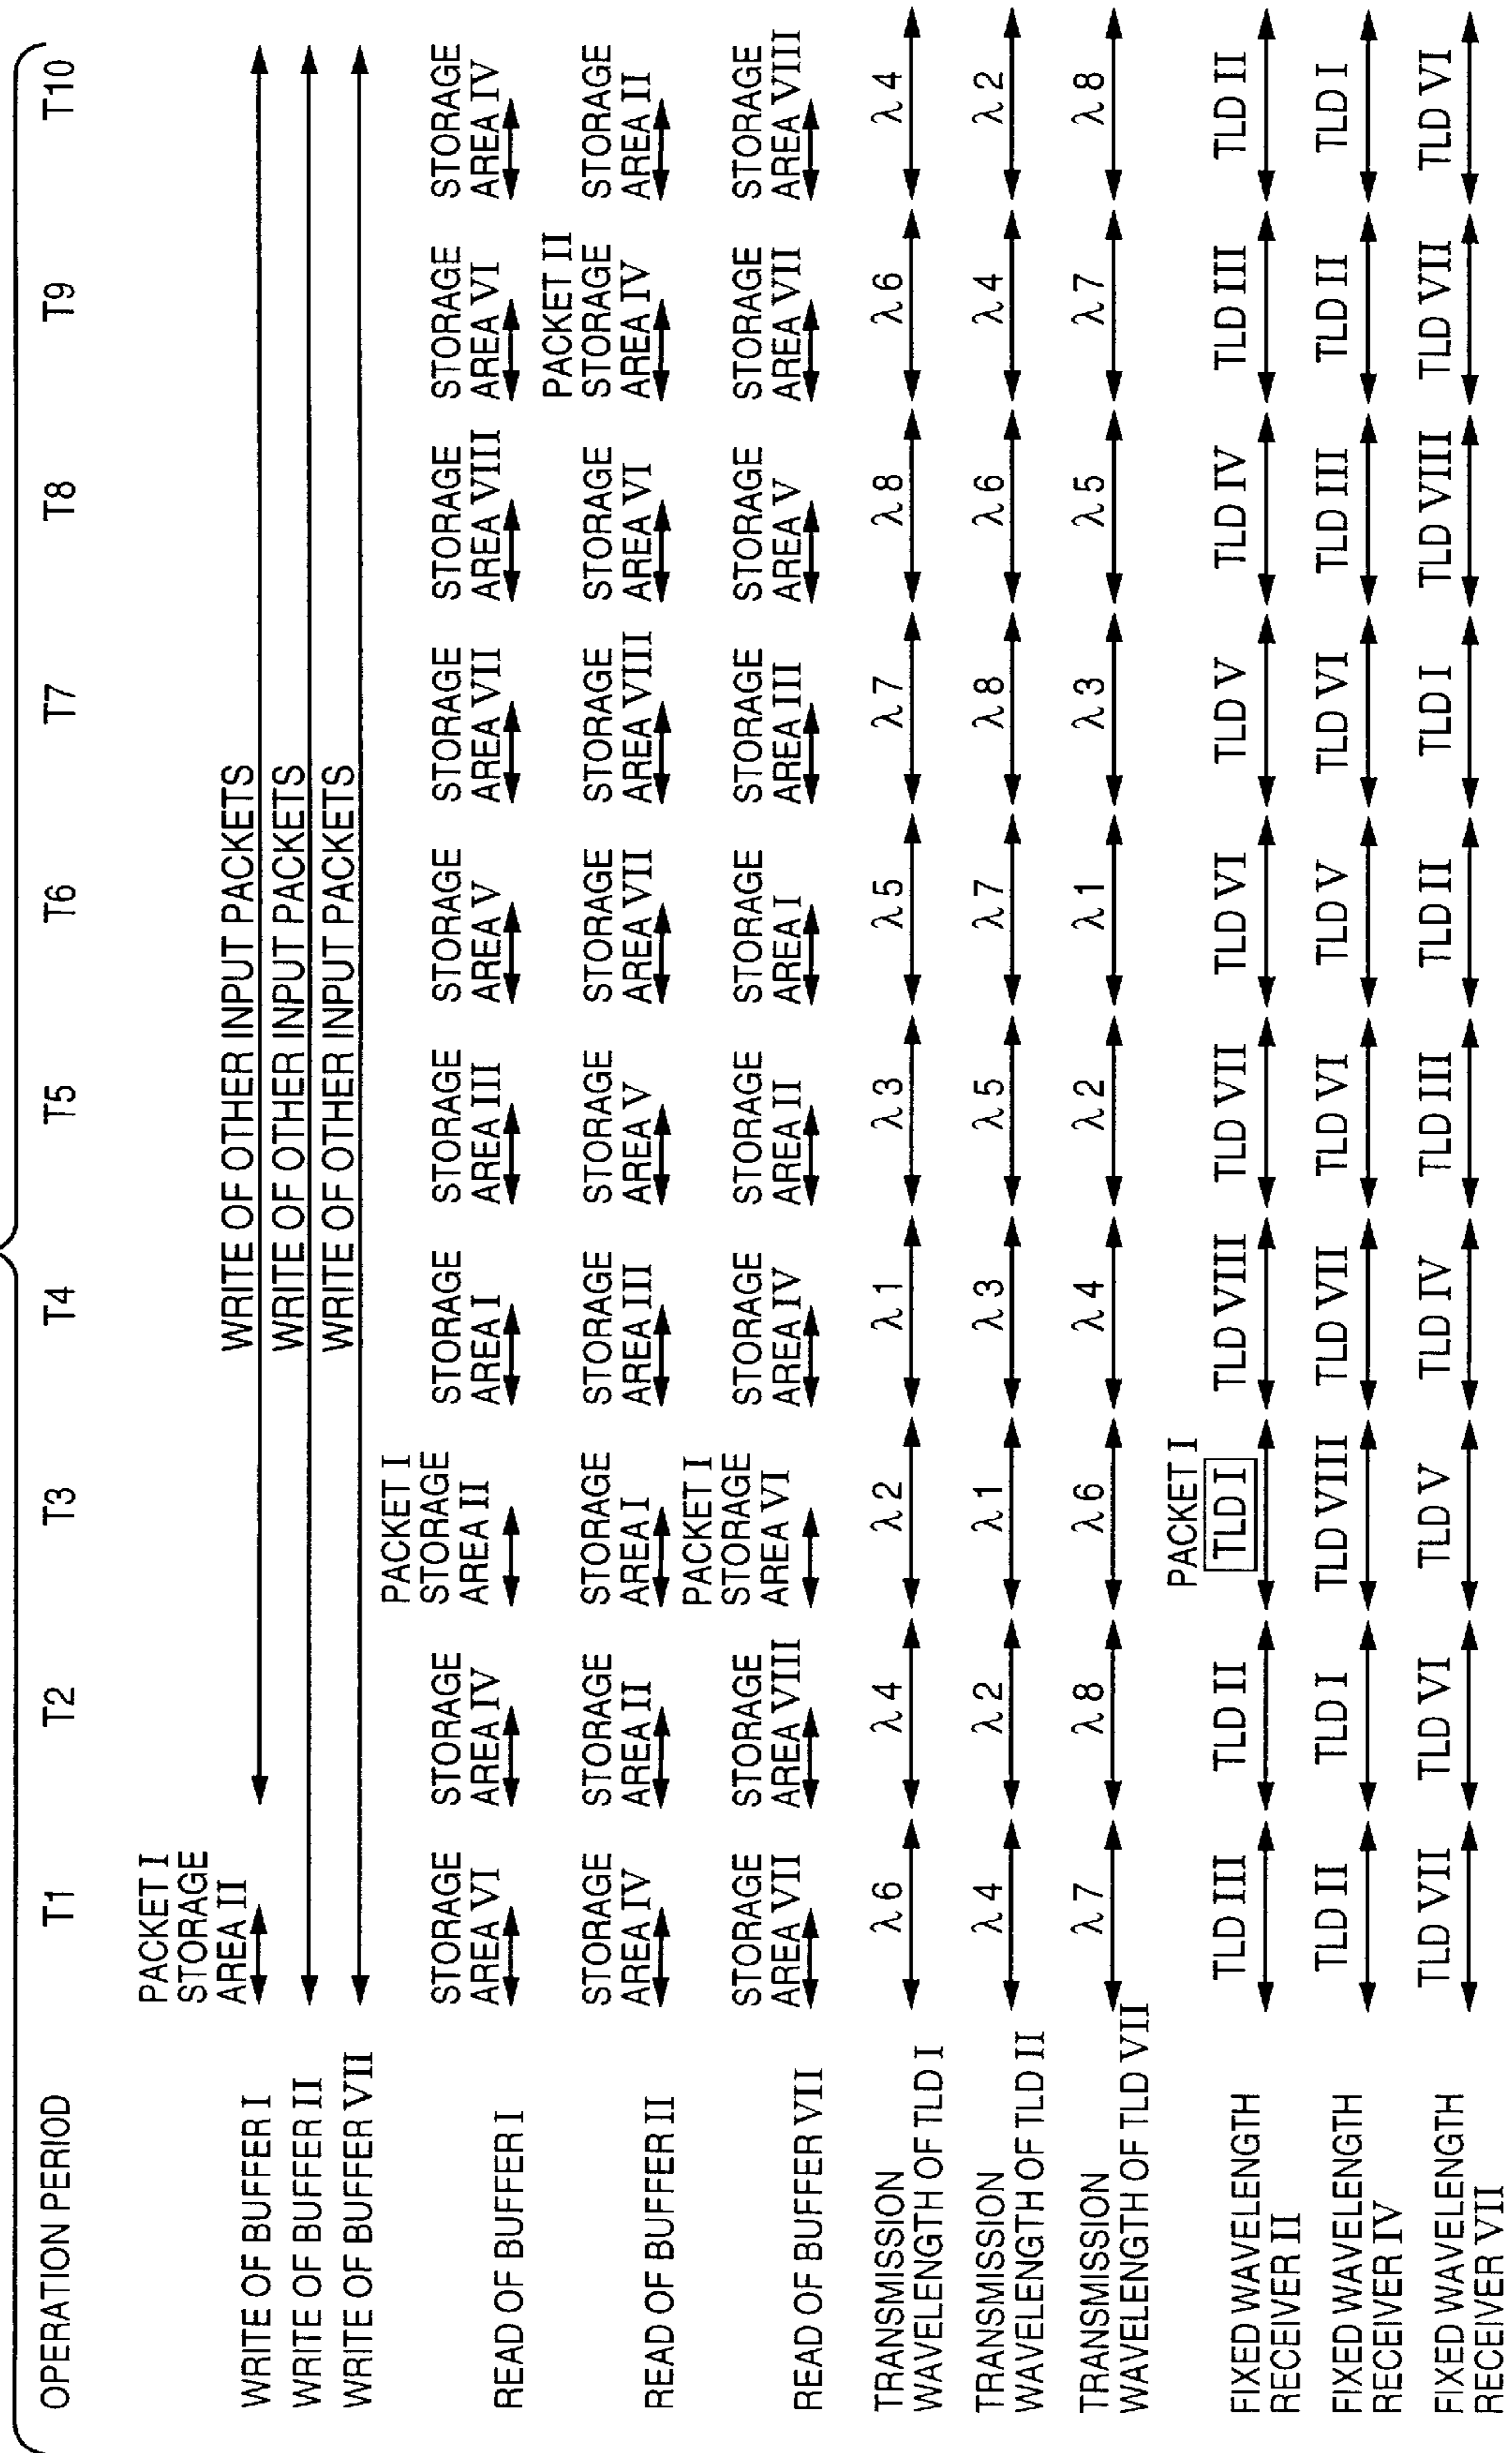 OPERATION PERIOD T1 T2 T3 T4 T5 T6 T7 T8 T9 T10
PACKET I
STORAGE
AREA II
WRITE OF BUFFER I
WRITE OF OTHER INPUT PACKETS
WRITE OF BUFFER II
WRITE OF OTHER INPUT PACKETS
WRITE OF BUFFER VII
WRITE OF OTHER INPUT PACKETS
PACKET I
STORAGE STORAGE STORAGE STORAGE STORAGE STORAGE STORAGE STORAGE STORAGE STORAGE
AREA VI AREA IV AREA II AREA I AREA III AREA V AREA VII AREA VIII AREA VI AREA IV
READ OF BUFFER I
PACKET II
STORAGE STORAGE STORAGE STORAGE STORAGE STORAGE STORAGE STORAGE STORAGE STORAGE
AREA IV AREA II AREA I AREA III AREA V AREA VII AREA VIII AREA VI AREA IV AREA II
READ OF BUFFER II
PACKET I
STORAGE STORAGE STORAGE STORAGE STORAGE STORAGE STORAGE STORAGE STORAGE STORAGE
AREA VII AREA VIII AREA VI AREA IV AREA II AREA I AREA III AREA V AREA VII AREA VIII
READ OF BUFFER VII
TRANSMISSION
WAVELENGTH OF TLD I
λ6 λ4 λ2 λ1 λ3 λ5 λ7 λ8 λ6 λ4
TRANSMISSION
WAVELENGTH OF TLD II
λ4 λ2 λ1 λ3 λ5 λ7 λ8 λ6 λ4 λ2
TRANSMISSION
WAVELENGTH OF TLD VII
λ7 λ8 λ6 λ4 λ2 λ1 λ3 λ5 λ7 λ8
PACKET I
FIXED WAVELENGTH
RECEIVER II
TLD III TLD II TLD I TLD VIII TLD VII TLD VI TLD V TLD IV TLD III TLD II
FIXED WAVELENGTH
RECEIVER IV
TLD II TLD I TLD VIII TLD VII TLD VI TLD V TLD VI TLD III TLD II TLD I
FIXED WAVELENGTH
RECEIVER VII
TLD VII TLD VI TLD V TLD IV TLD III TLD II TLD I TLD VIII TLD VII TLD VI